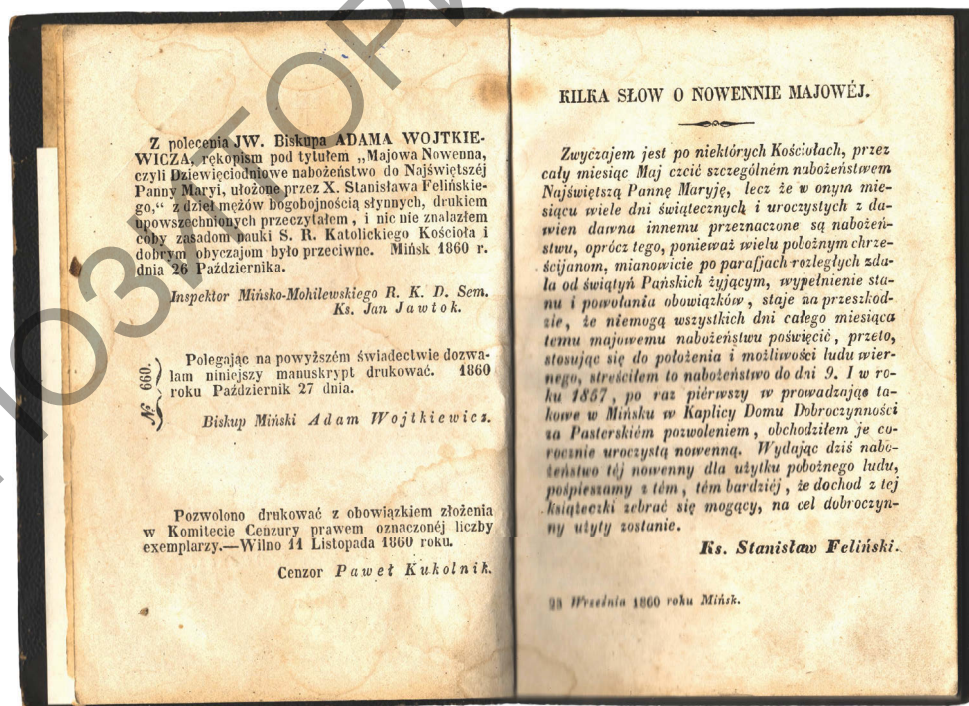 Z polecenia JW. Biskupa ADAMA WOJTKIE-
WICZA, rękopism pod tytułem „Majowa Nowenna,
czyli Dziewięciodniowe nabożeństwo do Najświętszéj
Panny Maryi, ułożone przez X. Stanisława Felińskie-
go,“ z dzieł mężów bogobojnością słynnych, drukiem
upowszechnionych przeczytałem, i nic nie znalazłem
coby zasadom nauki S. R. Katolickiego Kościoła i
dobrym obyczajom było przeciwne. Mińsk 1860 r.
dnia 26 Października.
Inspektor Mińsko-Mohilewskiego R. K. D. Sem.
Ks. Jan Jawtok.
№ 660.
Polegając na powyższém świadectwie dozwa-
lam niniejszy manuskrypt drukować. 1860
roku Październik 27 dnia.
Biskup Miński Adam Wojtkiewicz.
Pozwolono drukować z obowiązkiem złożenia
w Komitecie Cenzury prawem oznaczonéj liczby
exemplarzy.—Wilno 11 Listopada 1860 roku.
Cenzor Paweł Kukolnik.
KILKA SŁOW O NOWENNIE MAJOWÉJ.
Zwyczajem jest po niektórych Kościołach, przez
cały miesiąc Maj czcić szczególném nabożeństwem
Najświętszą Pannę Maryję, lecz że w onym mie-
siącu wiele dni świątecznych i uroczystych z da-
wien dawna innemu przeznaczone są nabożeń-
stwu, oprócz tego, ponieważ wielu pobożnym chrze-
ścijanom, mianowicie po parafjach rozległych zda-
ła od świątyń Pańskich żyjącym, wypełnienie sta-
nu i powołania obowiązków, staje na przeszkod-
zie, że niemogą wszystkich dni całego miesiąca
temu majowemu nabożeństwu poświęcić, przeto,
stosując się do położenia i możliwości ludu wier-
nego, streściłem to nabożeństwo do dni 9. I w ro-
ku 1857, po raz piérwszy w prowadzając ta-
kowe w Mińsku w Kaplicy Domu Dobroczynności
za Pasterskiém pozwoleniem, obchodziłem je co-
rocznie uroczystą nowenną. Wydając dziś nabo-
żeństwo téj nowenny dla użytku pobożnego ludu,
pośpieszamy z tém, tém bardziéj, że dochod z tej
książeczki zebrać się mogący, na cel dobroczyn-
ny użyty zostanie.
Ks. Stanisław Feliński.
Września 1860 roku Mińsk.